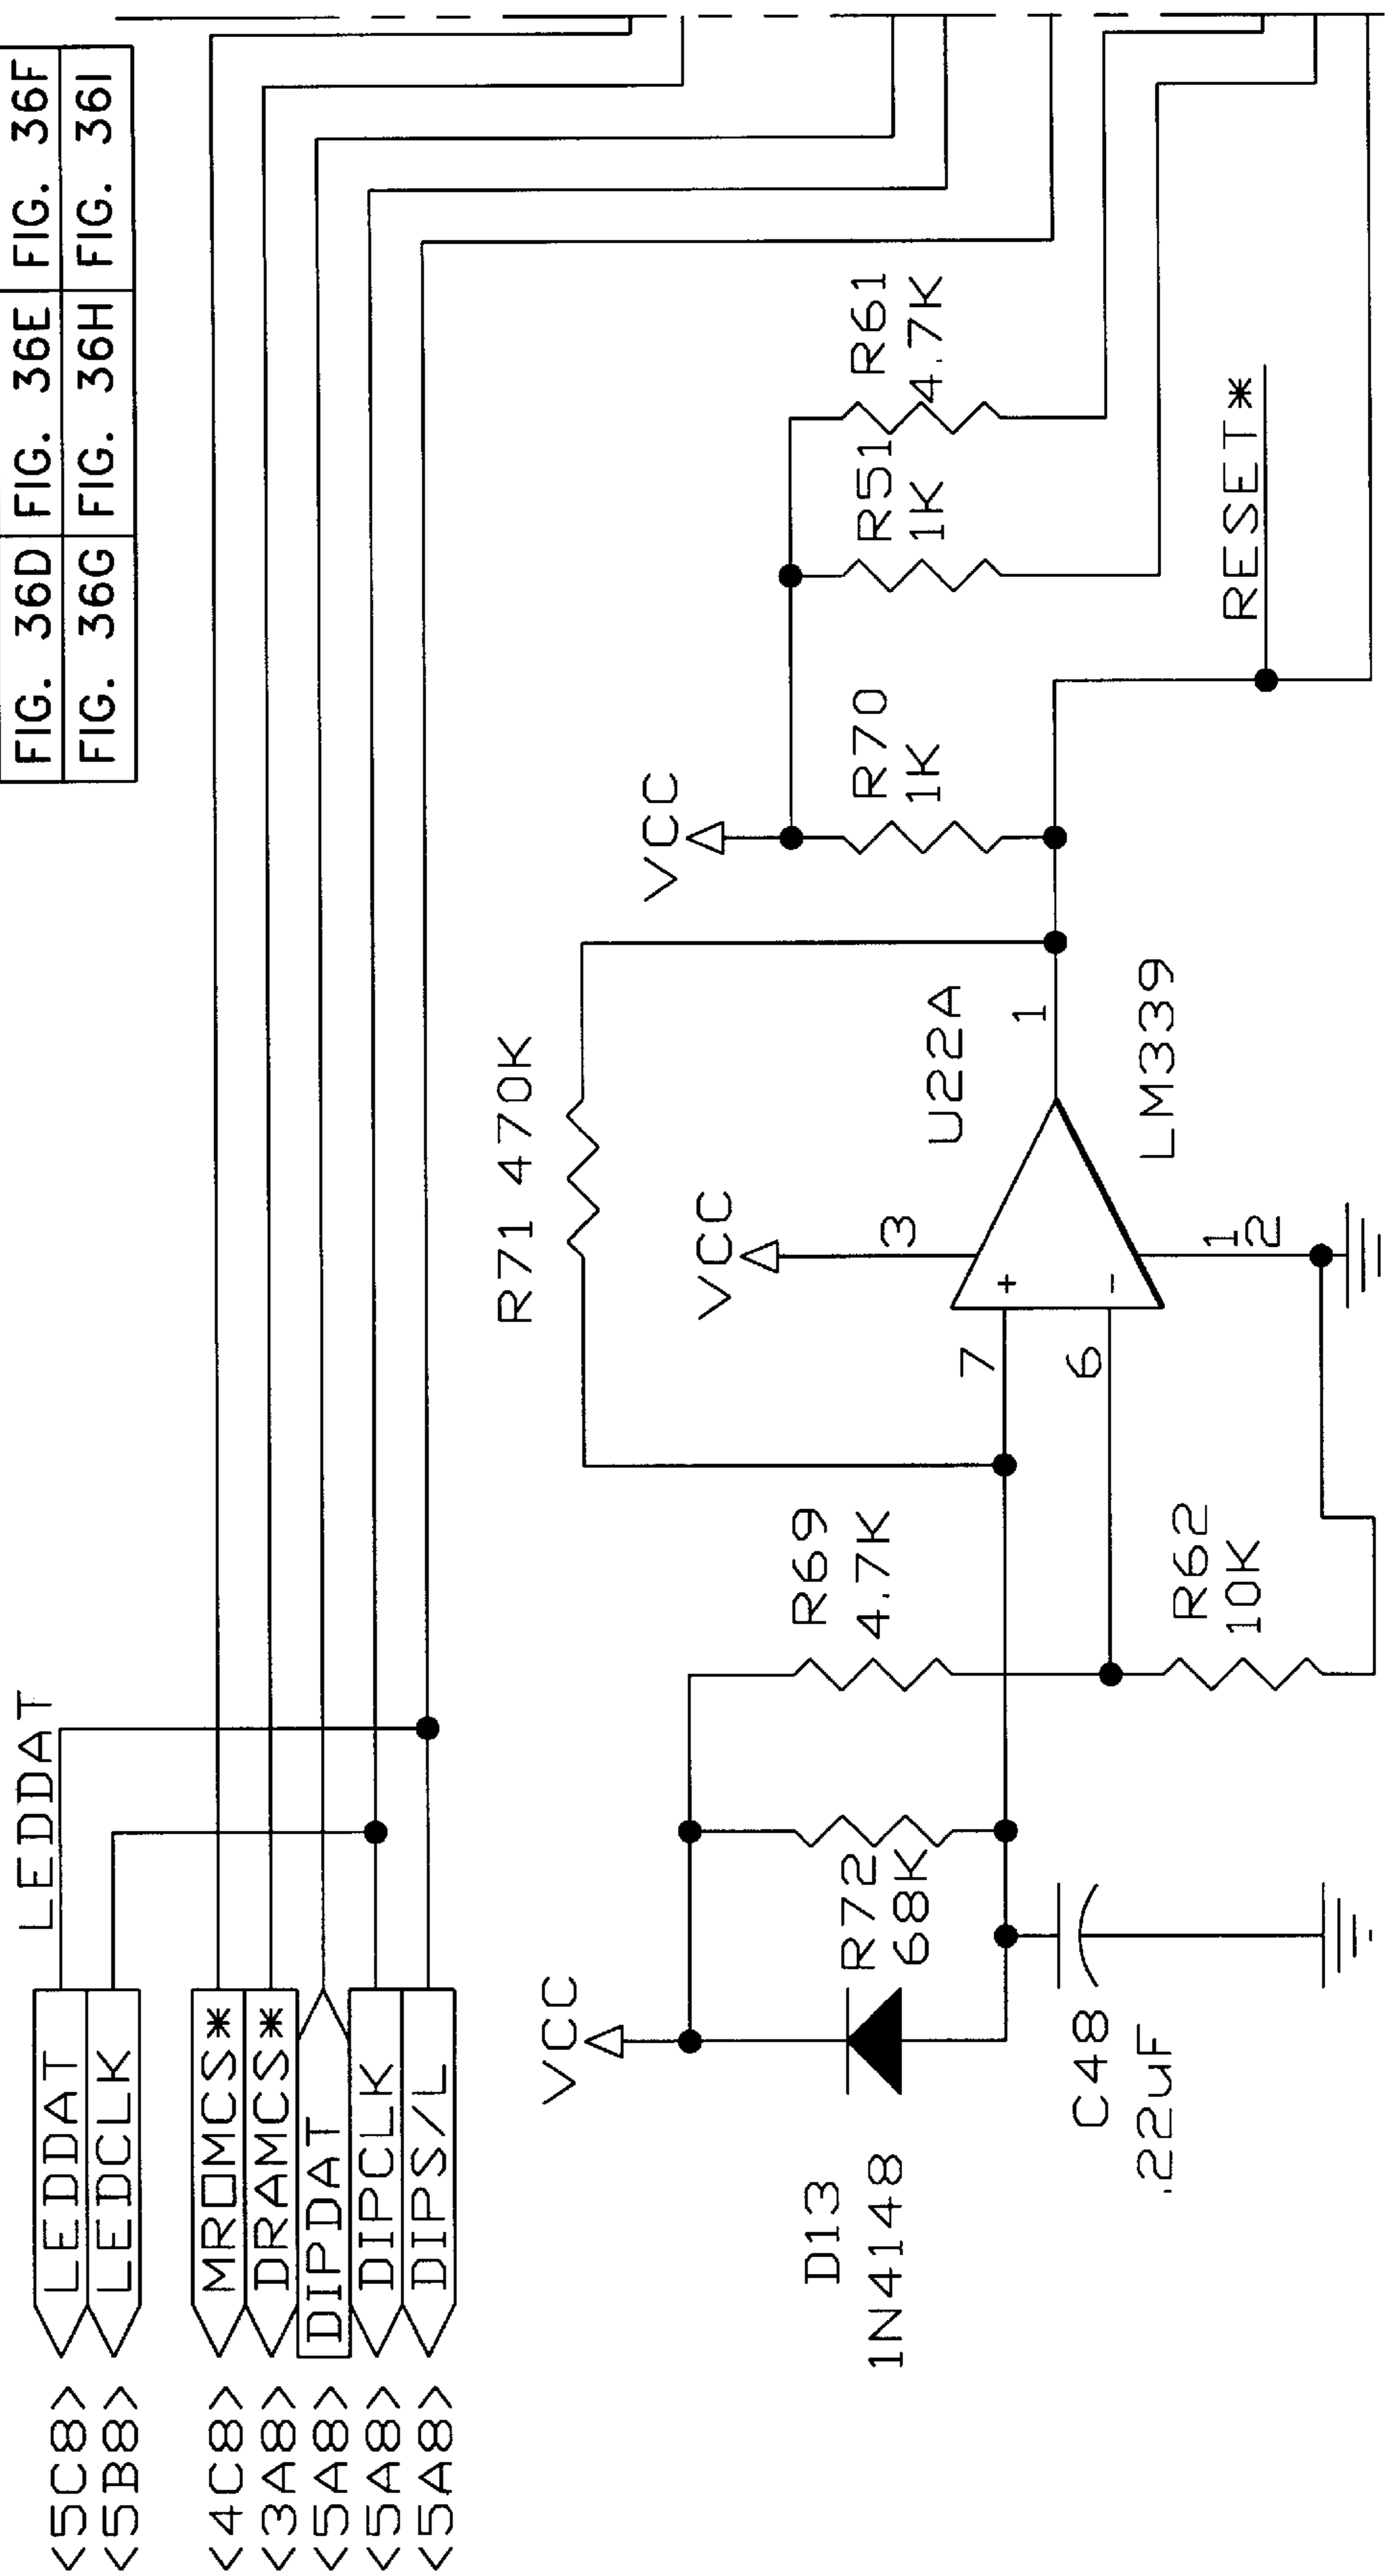 FIG. 36D FIG. 36E FIG. 36F
FIG. 36G FIG. 36H FIG. 36I
LEDDAT
<5C8> LEDDAT
<5B8> LEDCLK
<4C8> MROMCS*
<3A8> DRAMCS*
<5A8> DIPDAT
<5A8> DIPCLK
<5A8> DIPS/L
R71 470K
VCC
D13
1N4148
R72
68K
C48
.22uF
R69
4.7K
R62
10K
VCC
3
7
+
6
-
12
U22A
1
LM339
VCC
R70
1K
R51
1K
R61
4.7K
RESET*